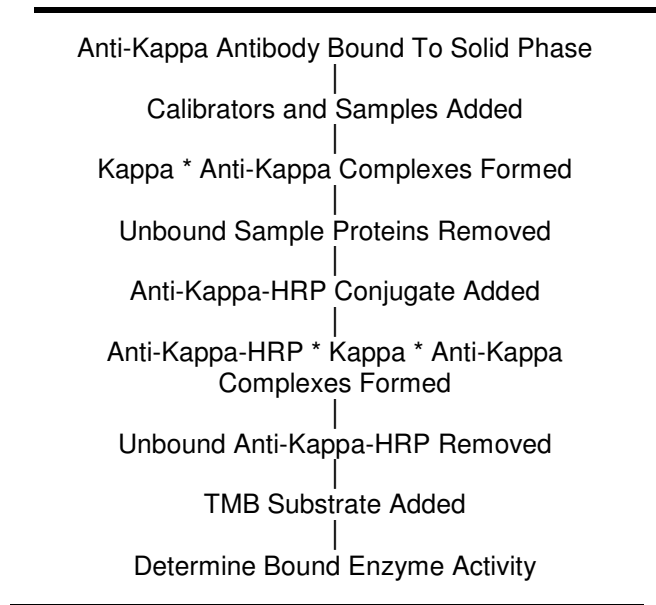 Anti-Kappa Antibody Bound To Solid Phase
|
Calibrators and Samples Added
|
Kappa * Anti-Kappa Complexes Formed
|
Unbound Sample Proteins Removed
|
Anti-Kappa-HRP Conjugate Added
|
Anti-Kappa-HRP * Kappa * Anti-Kappa
Complexes Formed
|
Unbound Anti-Kappa-HRP Removed
|
TMB Substrate Added
|
Determine Bound Enzyme Activity